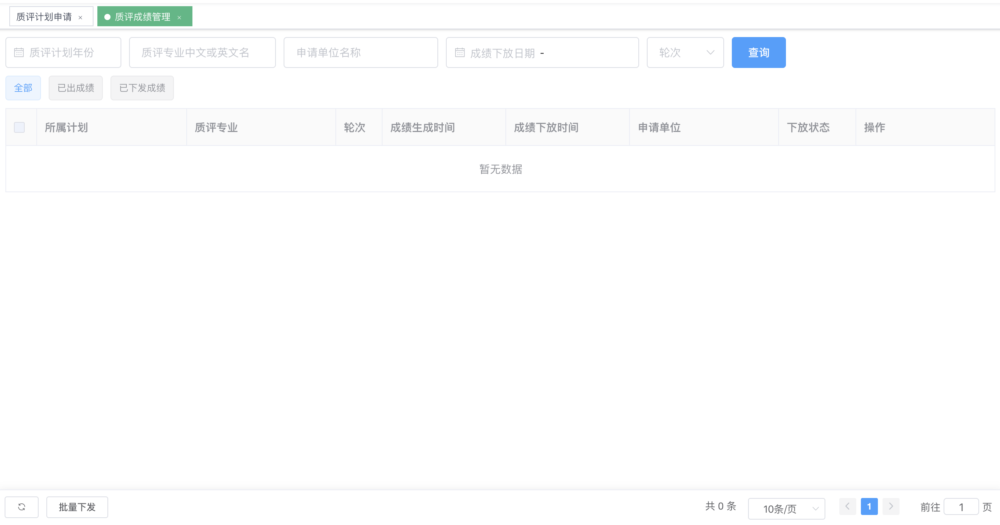 质评计划申请 × 质评成绩管理 ×
质评计划年份 质评专业中文或英文名 申请单位名称 成绩下放日期 - 轮次 查询
全部 已出成绩 已下发成绩
所属计划 质评专业 轮次 成绩生成时间 成绩下放时间 申请单位 下放状态 操作
暂无数据
批量下发 共 0 条 10条/页 1 前往 1 页